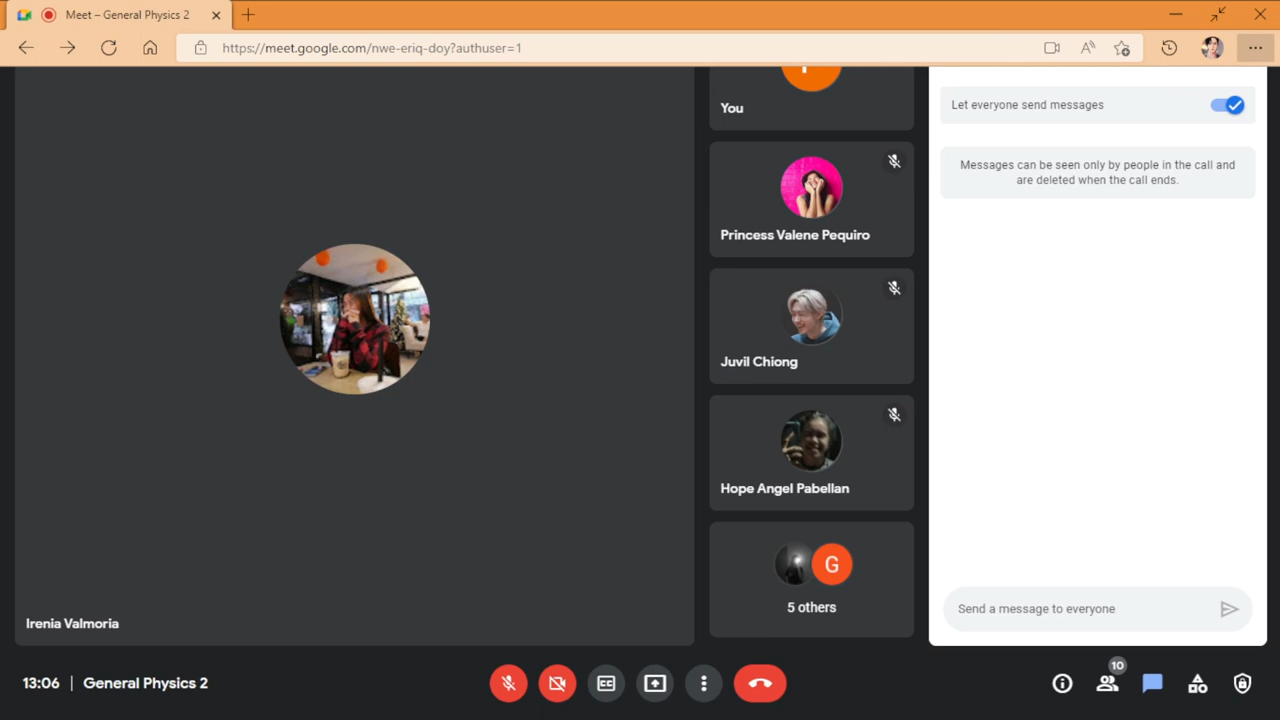 Meet – General Physics 2
https://meet.google.com/nwe-eriq-doy?authuser=1
You
Princess Valene Pequiro
Juvil Chiong
Hope Angel Pabellan
G
5 others
Irenia Valmoria
Let everyone send messages
Messages can be seen only by people in the call and
are deleted when the call ends.
Send a message to everyone
13:06 | General Physics 2
CC
10